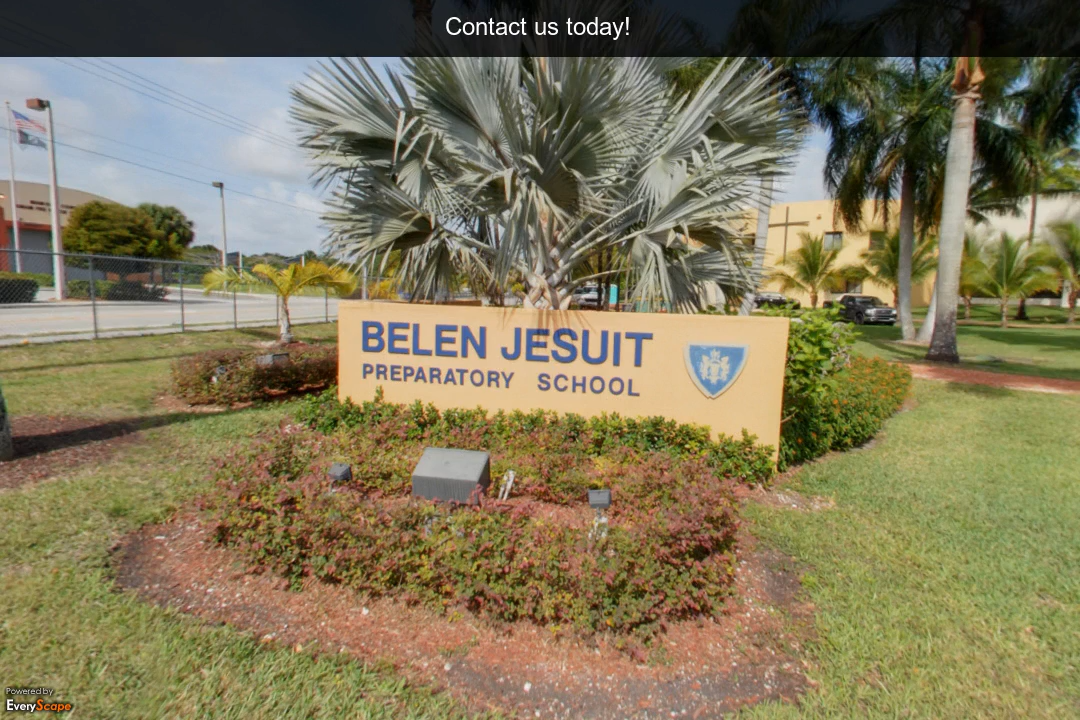 Contact us today!
BELEN JESUIT
PREPARATORY SCHOOL
Powered by
EveryScape